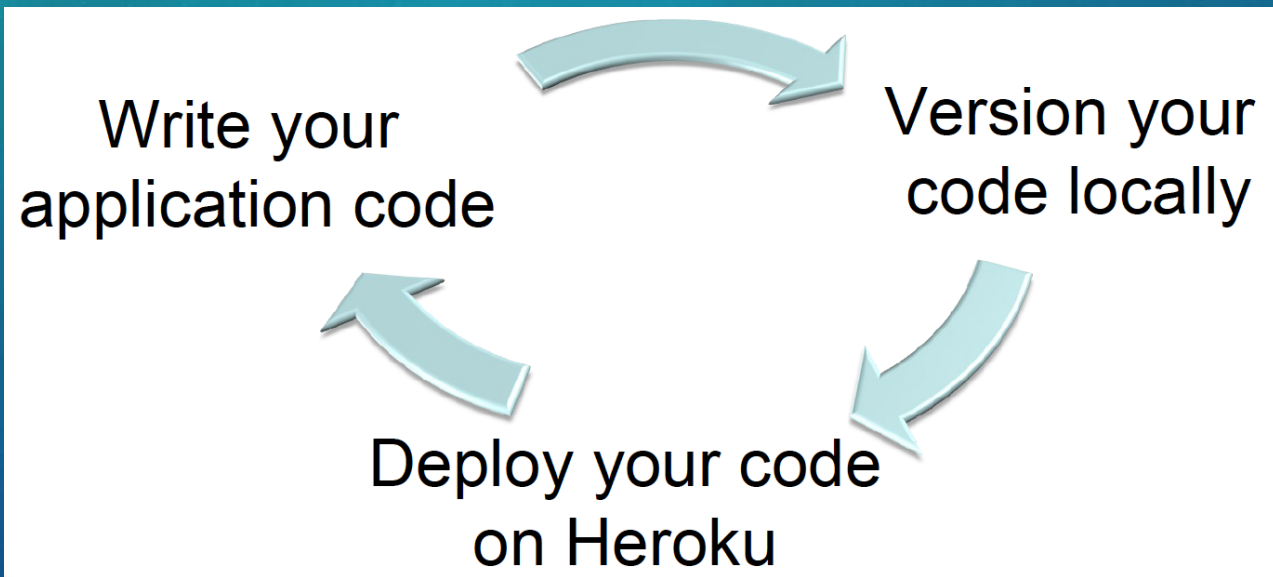 Write your
application code
Version your
code locally
Deploy your code
on Heroku